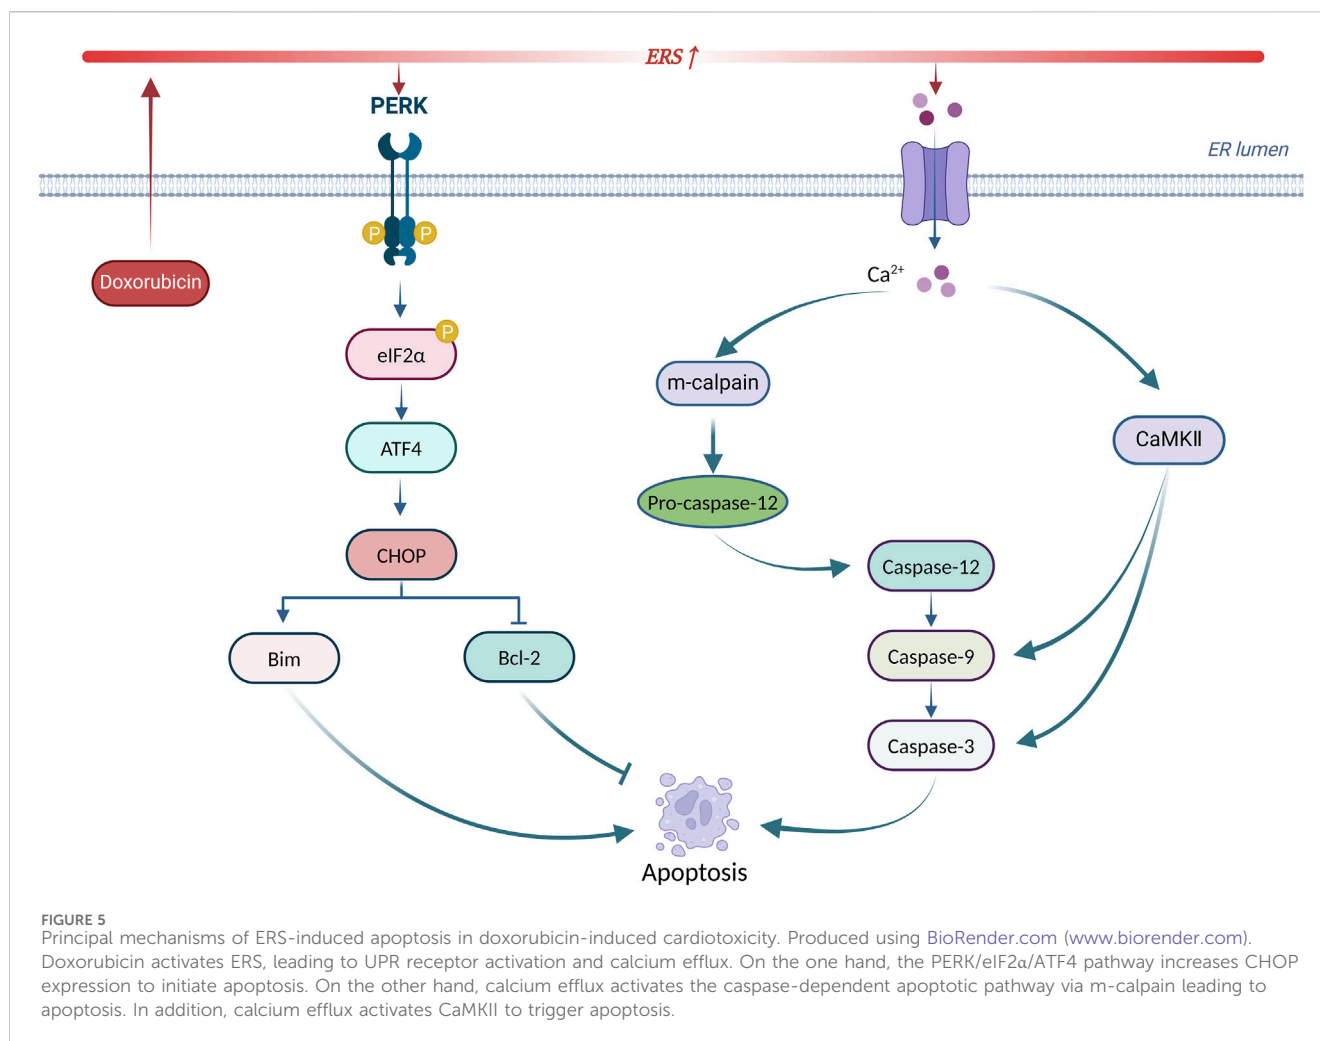 ERS ↑
PERK
ER lumen
P
P
Doxorubicin
Ca²⁺
P
eIF2α
m-calpain
ATF4
CaMKⅡ
Pro-caspase-12
CHOP
Caspase-12
Bim
Bcl-2
Caspase-9
Caspase-3
Apoptosis
FIGURE 5
Principal mechanisms of ERS-induced apoptosis in doxorubicin-induced cardiotoxicity. Produced using BioRender.com (www.biorender.com).
Doxorubicin activates ERS, leading to UPR receptor activation and calcium efflux. On the one hand, the PERK/eIF2α/ATF4 pathway increases CHOP
expression to initiate apoptosis. On the other hand, calcium efflux activates the caspase-dependent apoptotic pathway via m-calpain leading to
apoptosis. In addition, calcium efflux activates CaMKII to trigger apoptosis.